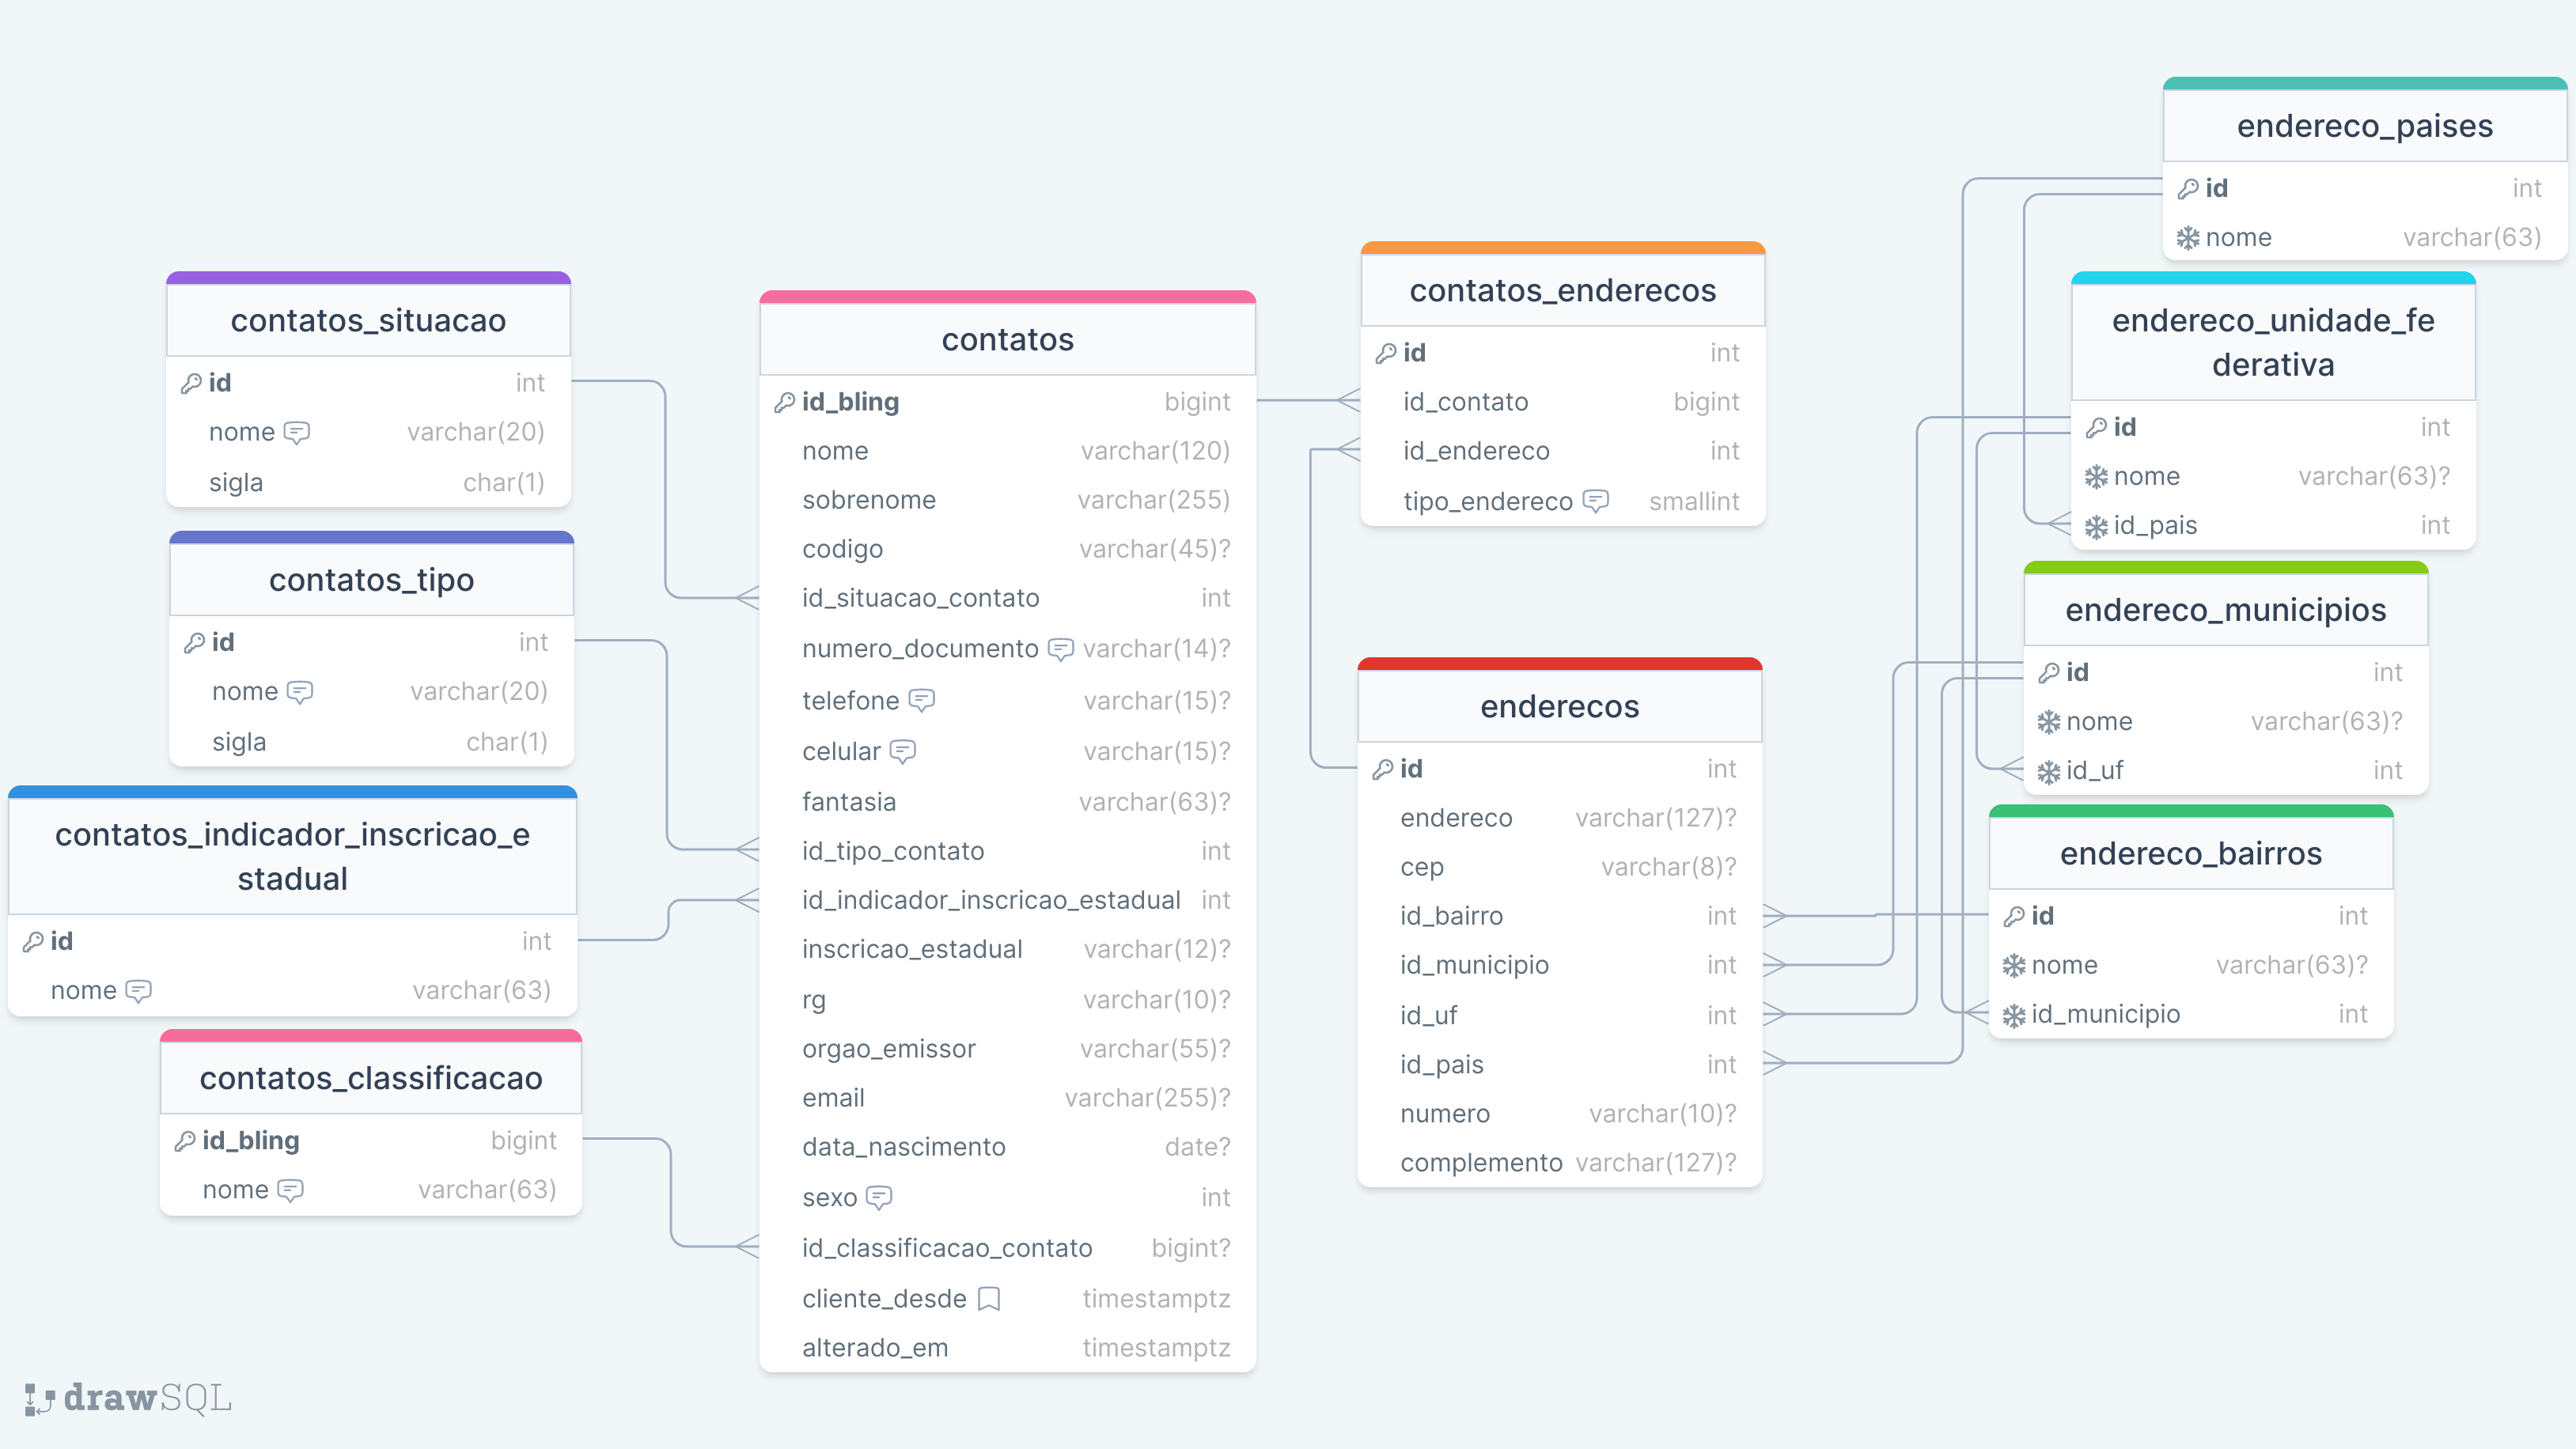 contatos_situacao
id int
nome varchar(20)
sigla char(1)
contatos_tipo
id int
nome varchar(20)
sigla char(1)
contatos_indicador_inscricao_e
stadual
id int
nome varchar(63)
contatos_classificacao
id_bling bigint
nome varchar(63)
contatos
id_bling bigint
nome varchar(120)
sobrenome varchar(255)
codigo varchar(45)?
id_situacao_contato int
numero_documento varchar(14)?
telefone varchar(15)?
celular varchar(15)?
fantasia varchar(63)?
id_tipo_contato int
id_indicador_inscricao_estadual int
inscricao_estadual varchar(12)?
rg varchar(10)?
orgao_emissor varchar(55)?
email varchar(255)?
data_nascimento date?
sexo int
id_classificacao_contato bigint?
cliente_desde timestamptz
alterado_em timestamptz
contatos_enderecos
id int
id_contato bigint
id_endereco int
tipo_endereco smallint
enderecos
id int
endereco varchar(127)?
cep varchar(8)?
id_bairro int
id_municipio int
id_uf int
id_pais int
numero varchar(10)?
complemento varchar(127)?
endereco_paises
id int
nome varchar(63)
endereco_unidade_fe
derativa
id int
nome varchar(63)?
id_pais int
endereco_municipios
id int
nome varchar(63)?
id_uf int
endereco_bairros
id int
nome varchar(63)?
id_municipio int
drawSQL